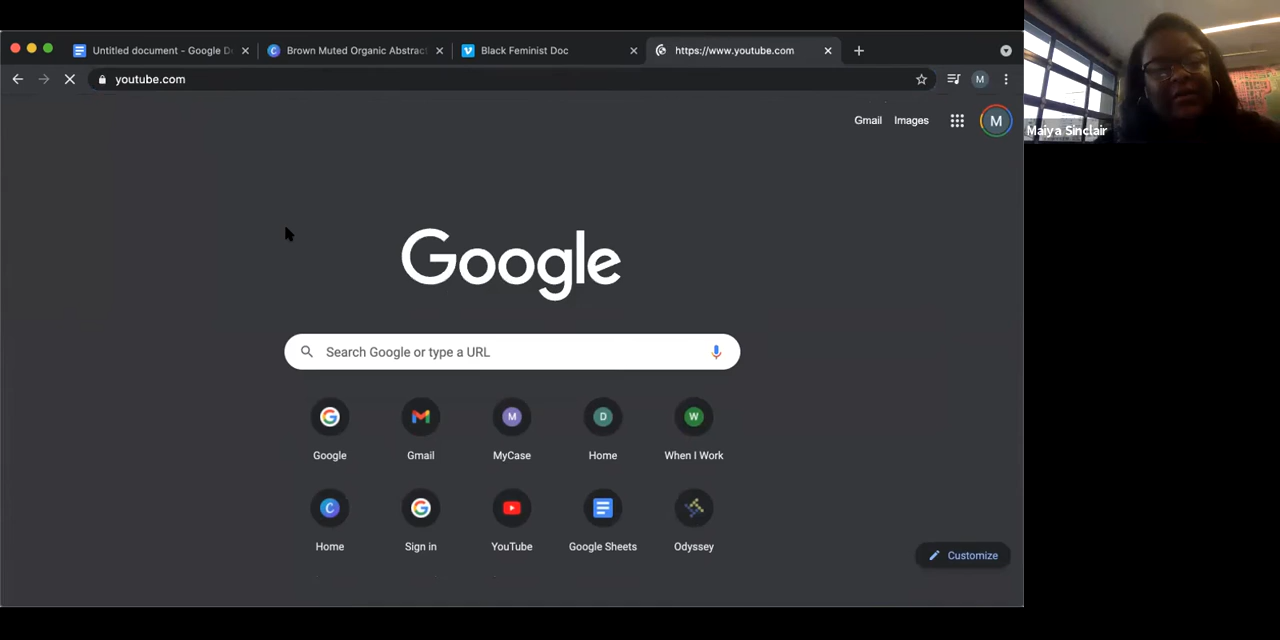 Untitled document - Google Do
Brown Muted Organic Abstract
Black Feminist Doc
https://www.youtube.com
youtube.com
M
Gmail
Images
M
Maiya Sinclair
Google
Search Google or type a URL
M
D
W
Google
Gmail
MyCase
Home
When I Work
Home
Sign in
YouTube
Google Sheets
Odyssey
Customize